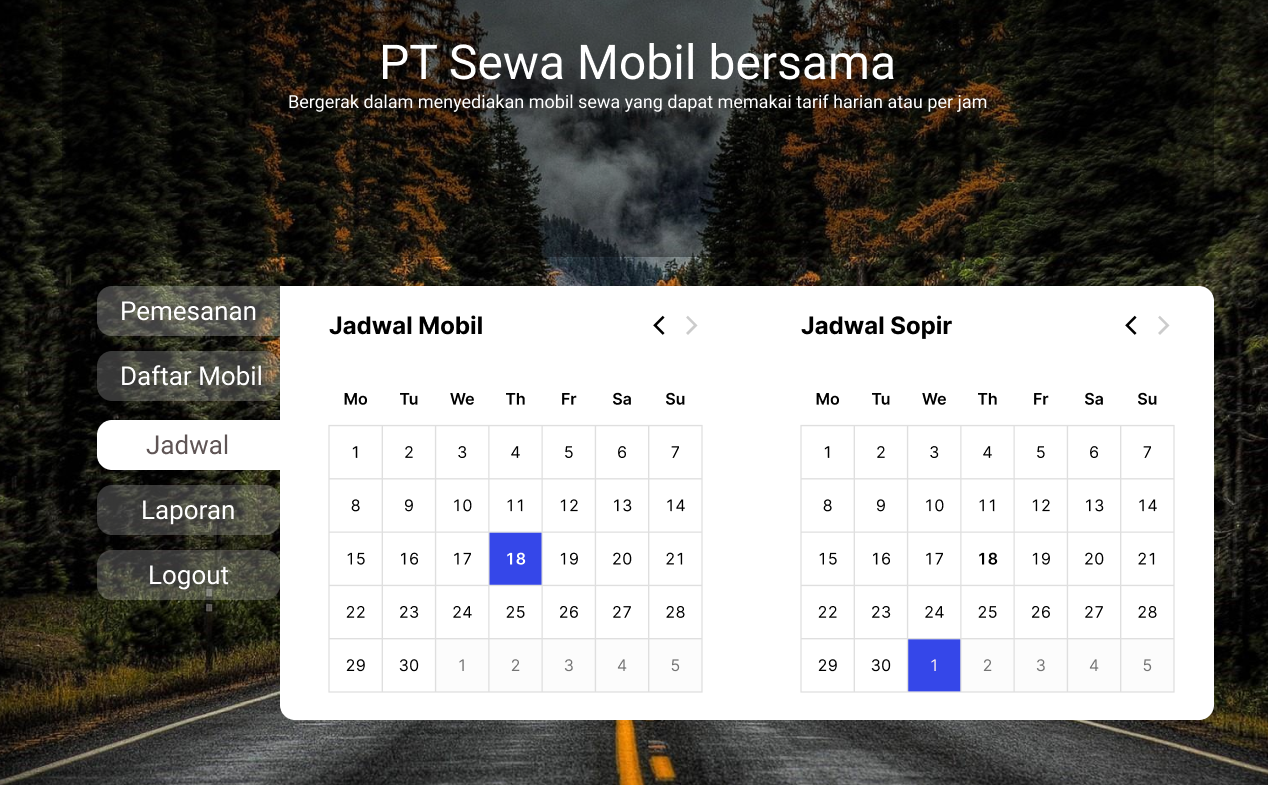 PT Sewa Mobil bersama
Bergerak dalam menyediakan mobil sewa yang dapat memakai tarif harian atau per jam
Pemesanan
Daftar Mobil
Jadwal
Laporan
Logout
Jadwal Mobil
Mo Tu We Th Fr Sa Su
1 2 3 4 5 6 7
8 9 10 11 12 13 14
15 16 17 18 19 20 21
22 23 24 25 26 27 28
29 30 1 2 3 4 5
Jadwal Sopir
Mo Tu We Th Fr Sa Su
1 2 3 4 5 6 7
8 9 10 11 12 13 14
15 16 17 18 19 20 21
22 23 24 25 26 27 28
29 30 1 2 3 4 5